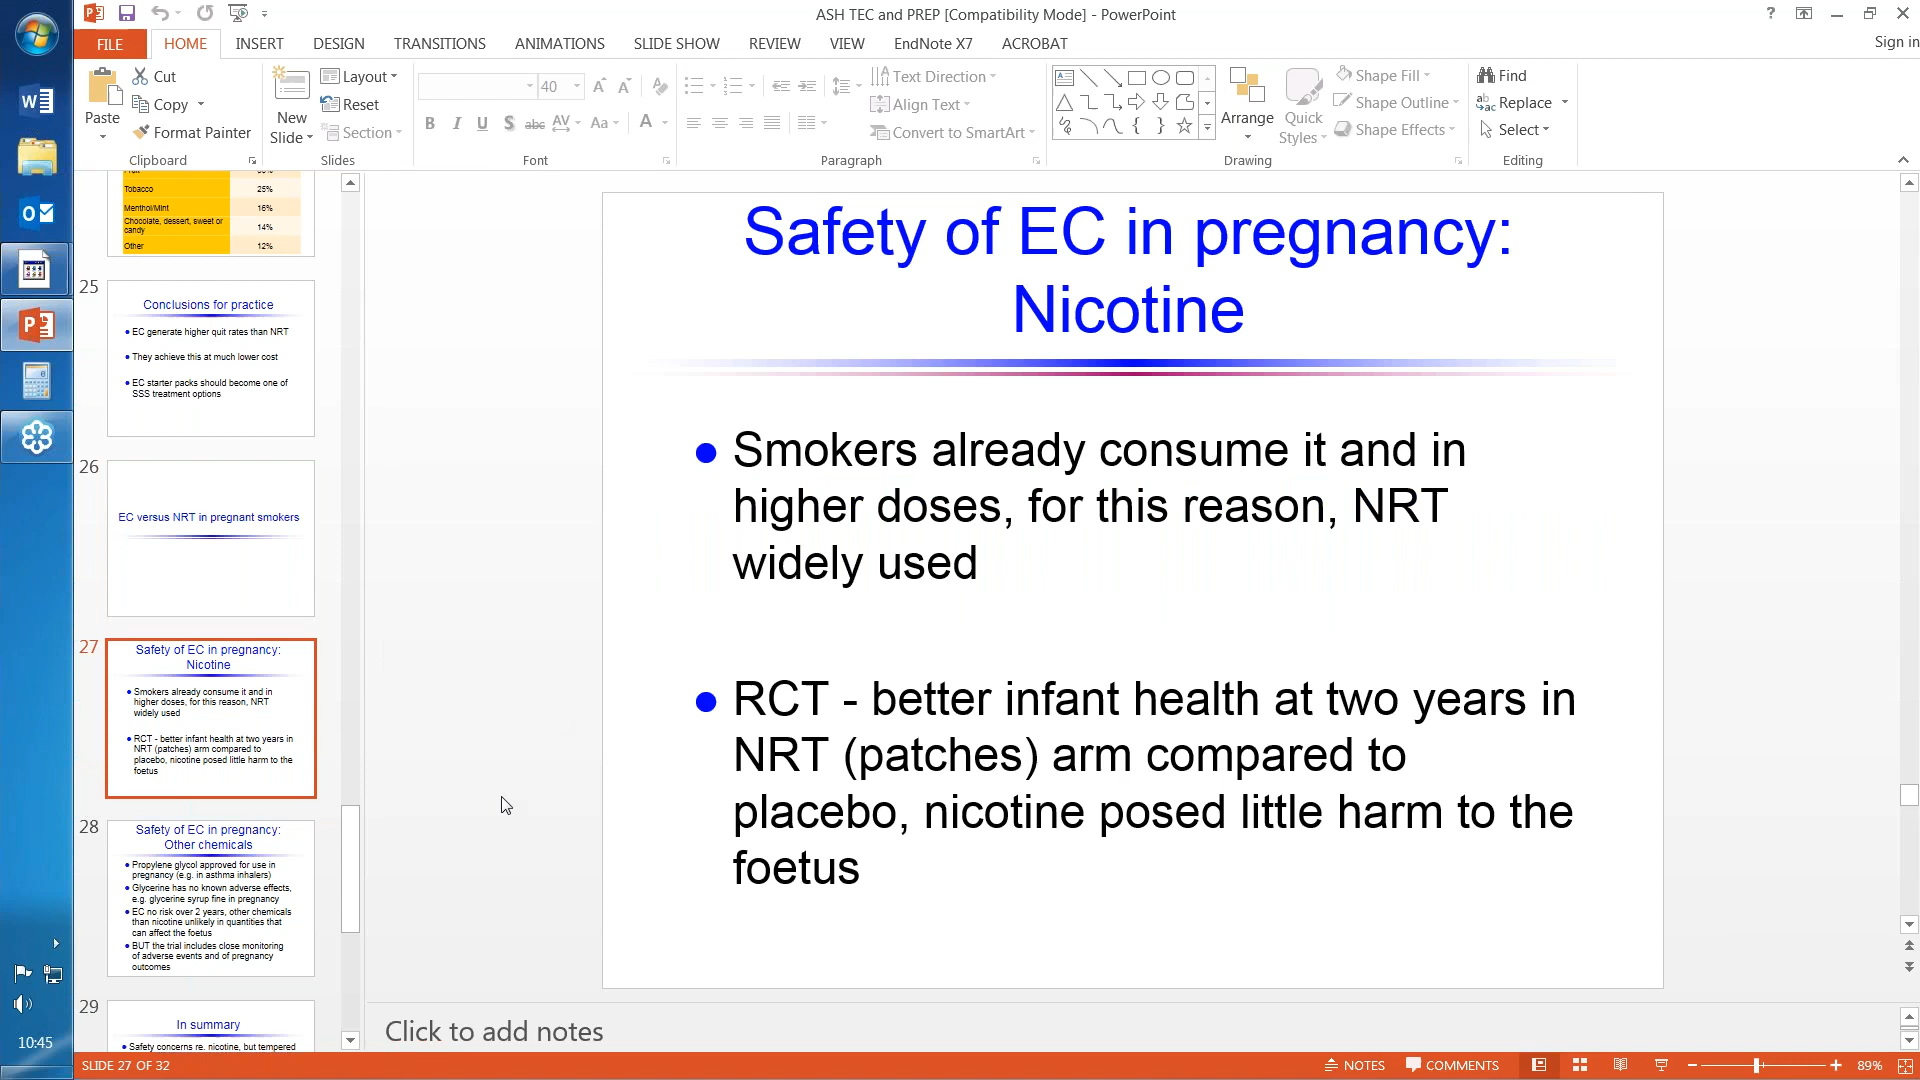 ASH TEC and PREP [Compatibility Mode] - PowerPoint
FILE
HOME
INSERT
DESIGN
TRANSITIONS
ANIMATIONS
SLIDE SHOW
REVIEW
VIEW
EndNote X7
ACROBAT
Sign in
Paste
Cut
Copy
Format Painter
Clipboard
New
Slide
Layout
Reset
Section
Slides
40
Font
Text Direction
Align Text
Convert to SmartArt
Paragraph
Arrange
Quick
Styles
Shape Fill
Shape Outline
Shape Effects
Drawing
Find
Replace
Select
Editing
Tobacco 25%
Menthol/Mint 16%
Chocolate, dessert, sweet or
candy 14%
Other 12%
25
Conclusions for practice
• EC generate higher quit rates than NRT
• They achieve this at much lower cost
• EC starter packs should become one of
SSS treatment options
26
EC versus NRT in pregnant smokers
27
Safety of EC in pregnancy:
Nicotine
• Smokers already consume it and in
higher doses, for this reason, NRT
widely used
• RCT - better infant health at two years in
NRT (patches) arm compared to
placebo, nicotine posed little harm to the
foetus
28
Safety of EC in pregnancy:
Other chemicals
• Propylene glycol approved for use in
pregnancy (e.g. in asthma inhalers)
• Glycerine has no known adverse effects,
e.g. glycerine syrup fine in pregnancy
• EC no risk over 2 years, other chemicals
than nicotine unlikely in quantities that
can affect the foetus
• BUT the trial includes close monitoring
of adverse events and of pregnancy
outcomes
29
In summary
• Safety concerns re. nicotine, but tempered
Safety of EC in pregnancy:
Nicotine
• Smokers already consume it and in
higher doses, for this reason, NRT
widely used
• RCT - better infant health at two years in
NRT (patches) arm compared to
placebo, nicotine posed little harm to the
foetus
Click to add notes
10:45
SLIDE 27 OF 32
NOTES
COMMENTS
89%